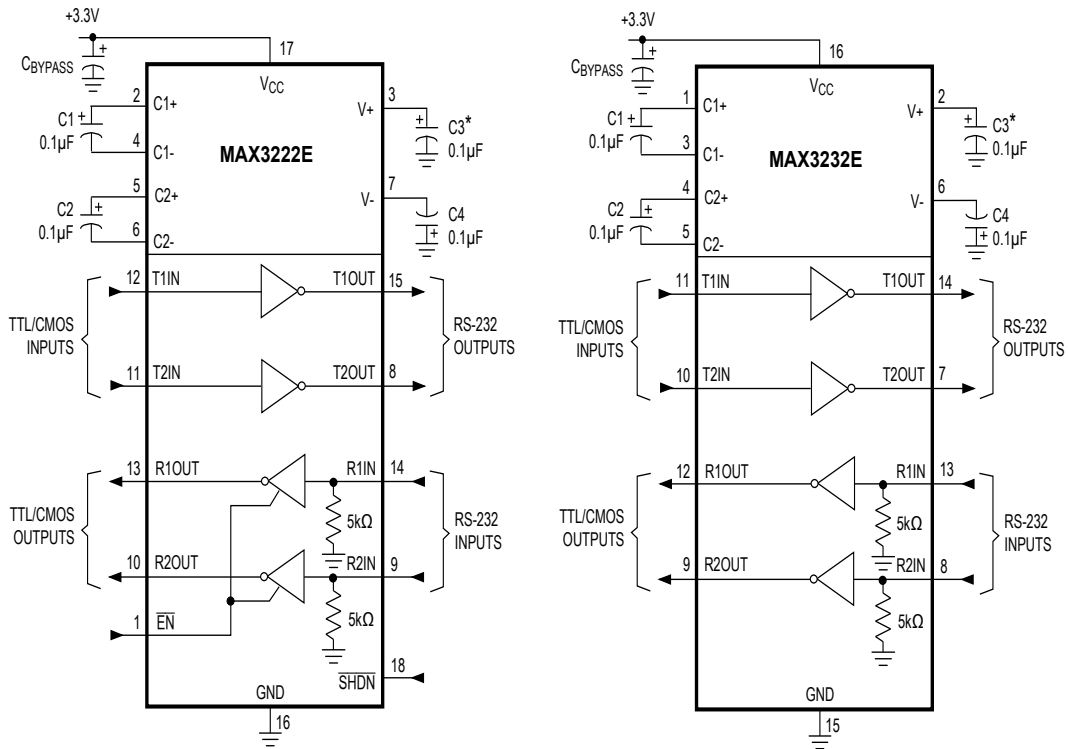 +3.3V
CBYPASS
+
17
VCC
2
C1+
C1
+
0.1µF
4
C1-
3
V+
+
C3*
0.1µF
MAX3222E
5
C2+
C2
+
0.1µF
6
C2-
7
V-
C4
+
0.1µF
12
T1IN
T1OUT
15
TTL/CMOS
INPUTS
RS-232
OUTPUTS
11
T2IN
T2OUT
8
13
R1OUT
R1IN
14
5kΩ
TTL/CMOS
OUTPUTS
RS-232
INPUTS
10
R2OUT
R2IN
9
5kΩ
1
EN
SHDN
18
GND
16
+3.3V
CBYPASS
+
16
VCC
1
C1+
C1
+
0.1µF
3
C1-
2
V+
+
C3*
0.1µF
MAX3232E
4
C2+
C2
+
0.1µF
5
C2-
6
V-
C4
+
0.1µF
11
T1IN
T1OUT
14
TTL/CMOS
INPUTS
RS-232
OUTPUTS
10
T2IN
T2OUT
7
12
R1OUT
R1IN
13
5kΩ
TTL/CMOS
OUTPUTS
RS-232
INPUTS
9
R2OUT
R2IN
8
5kΩ
GND
15